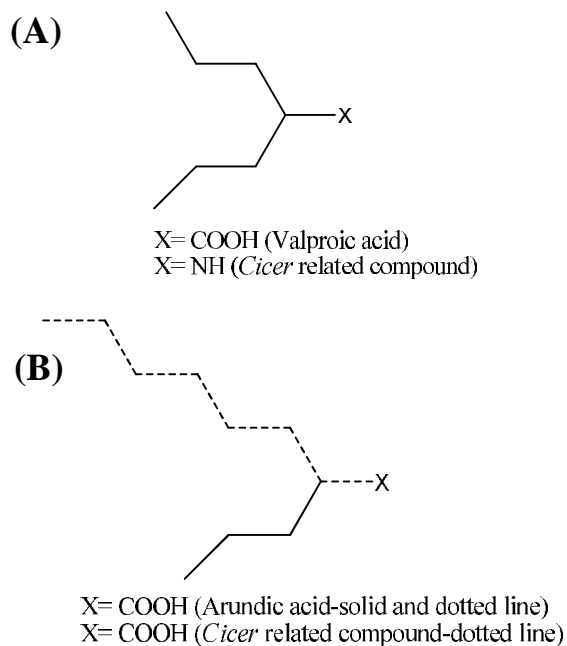 (A)
X
X= COOH (Valproic acid)
X= NH (Cicer related compound)
(B)
X
X= COOH (Arundic acid-solid and dotted line)
X= COOH (Cicer related compound-dotted line)